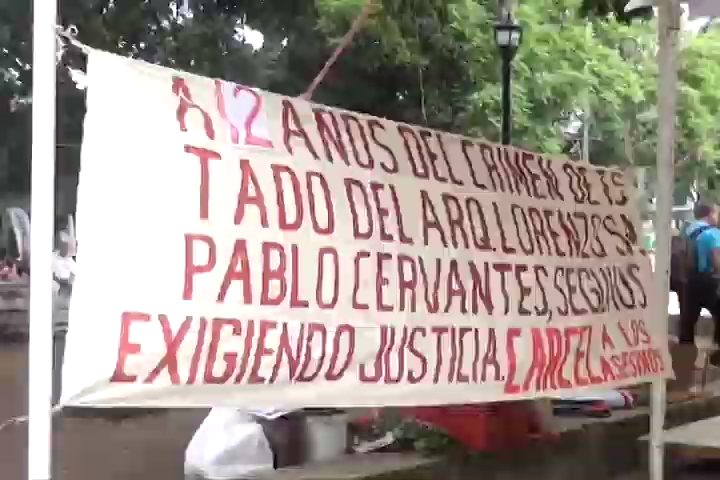 A 12 AÑOS DEL CRIMEN DE ES
TADO DEL ARQ. LORENZO SA
PABLO CERVANTES, SEGUIMOS
EXIGIENDO JUSTICIA. CARCEL A LOS
ASESINOS